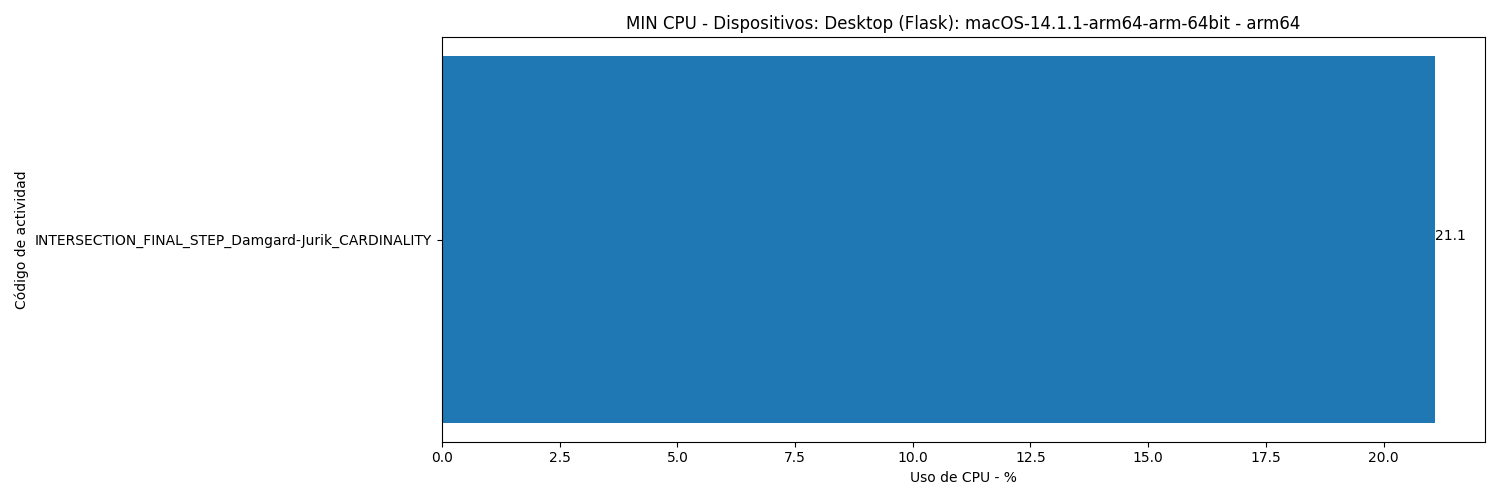 MIN CPU - Dispositivos: Desktop (Flask): macOS-14.1.1-arm64-arm-64bit - arm64
Código de actividad
INTERSECTION_FINAL_STEP_Damgard-Jurik_CARDINALITY
21.1
0.0 2.5 5.0 7.5 10.0 12.5 15.0 17.5 20.0
Uso de CPU - %